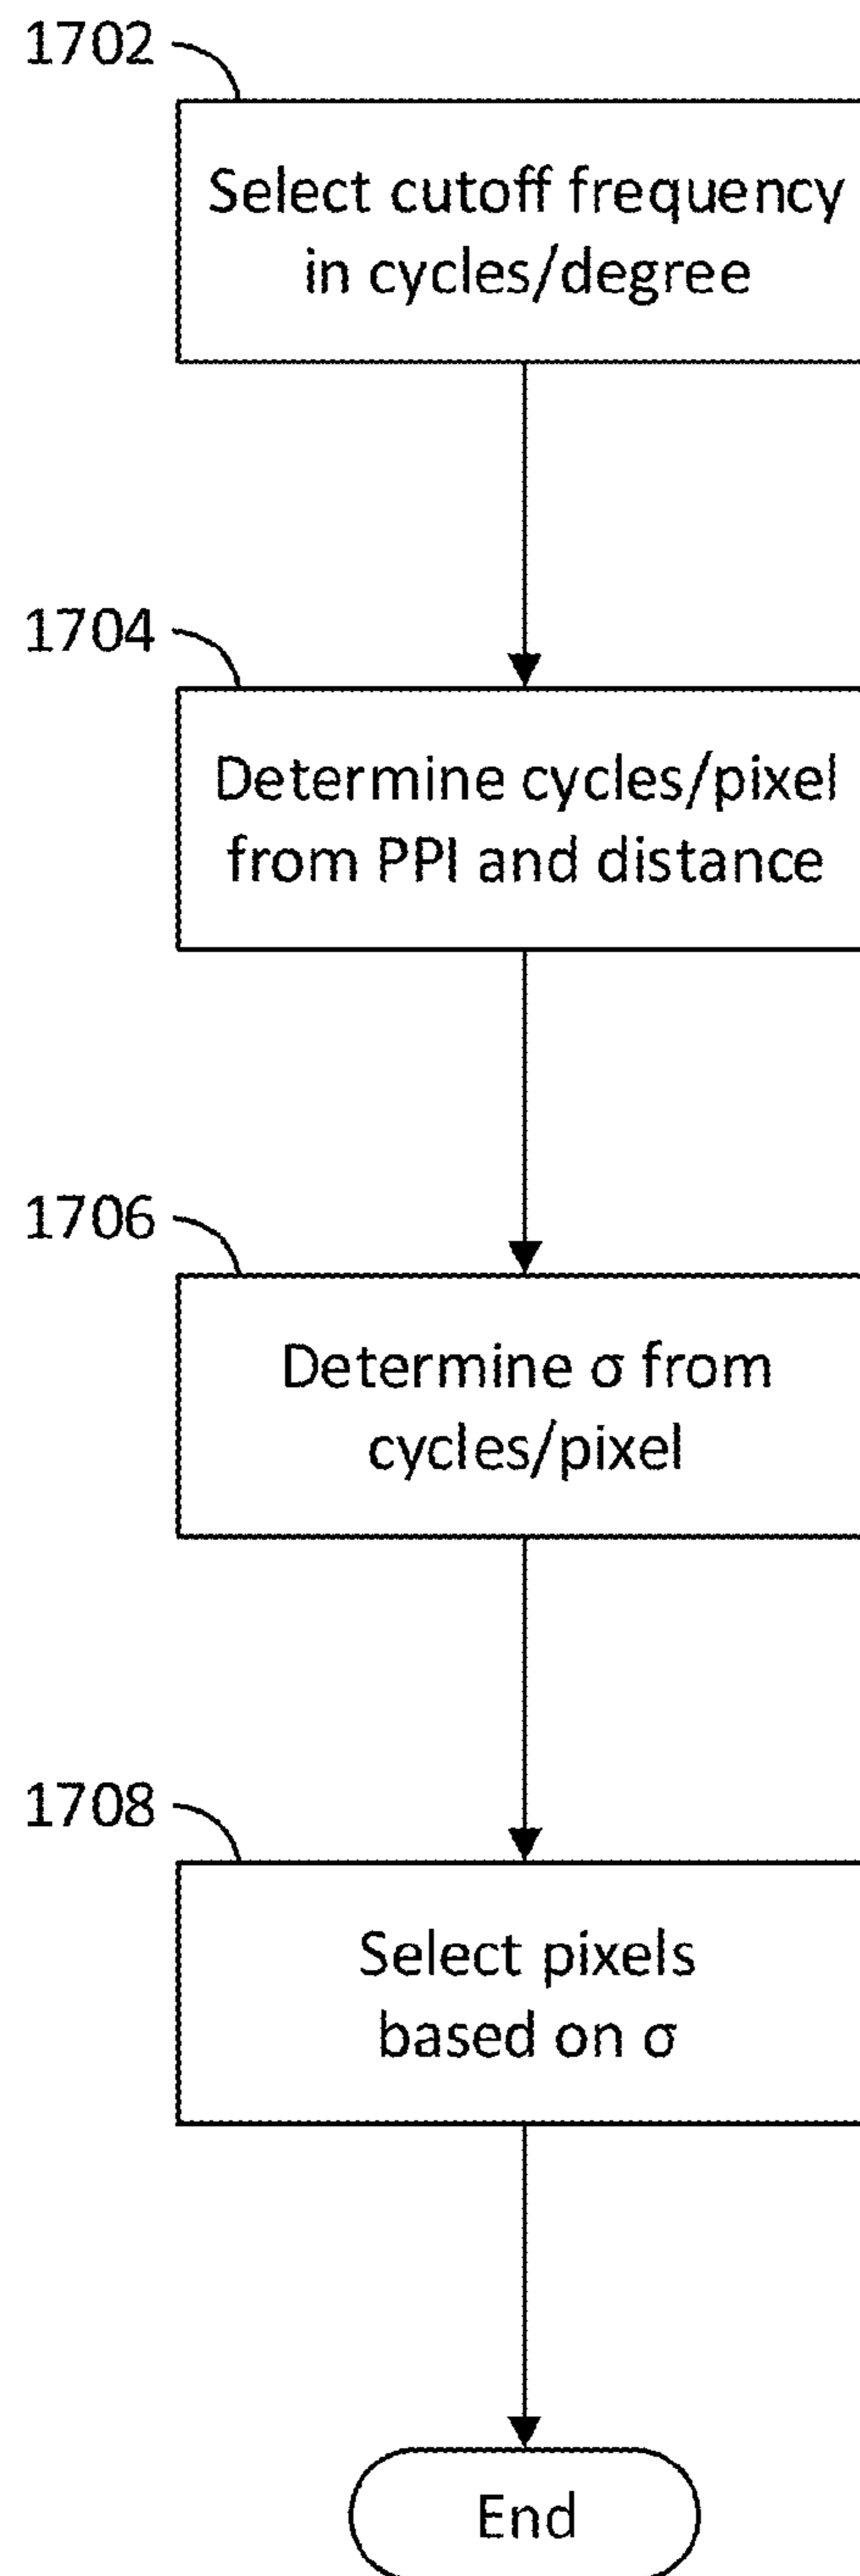 1702
Select cutoff frequency
in cycles/degree
1704
Determine cycles/pixel
from PPI and distance
1706
Determine σ from
cycles/pixel
1708
Select pixels
based on σ
End